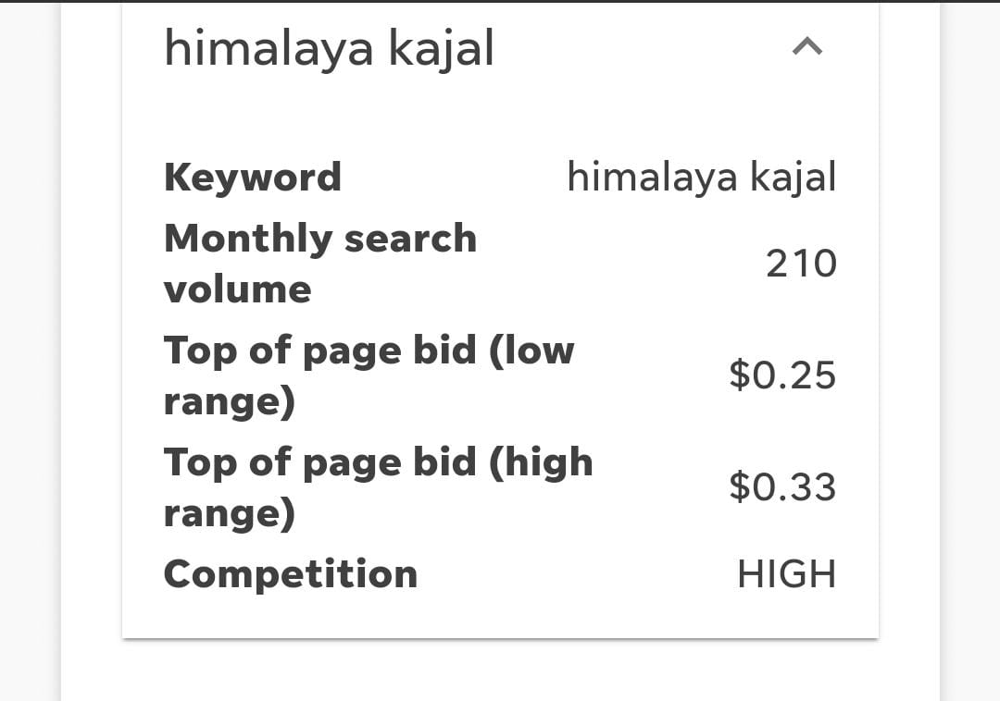 himalaya kajal
Keyword himalaya kajal
Monthly search
volume 210
Top of page bid (low
range) $0.25
Top of page bid (high
range) $0.33
Competition HIGH